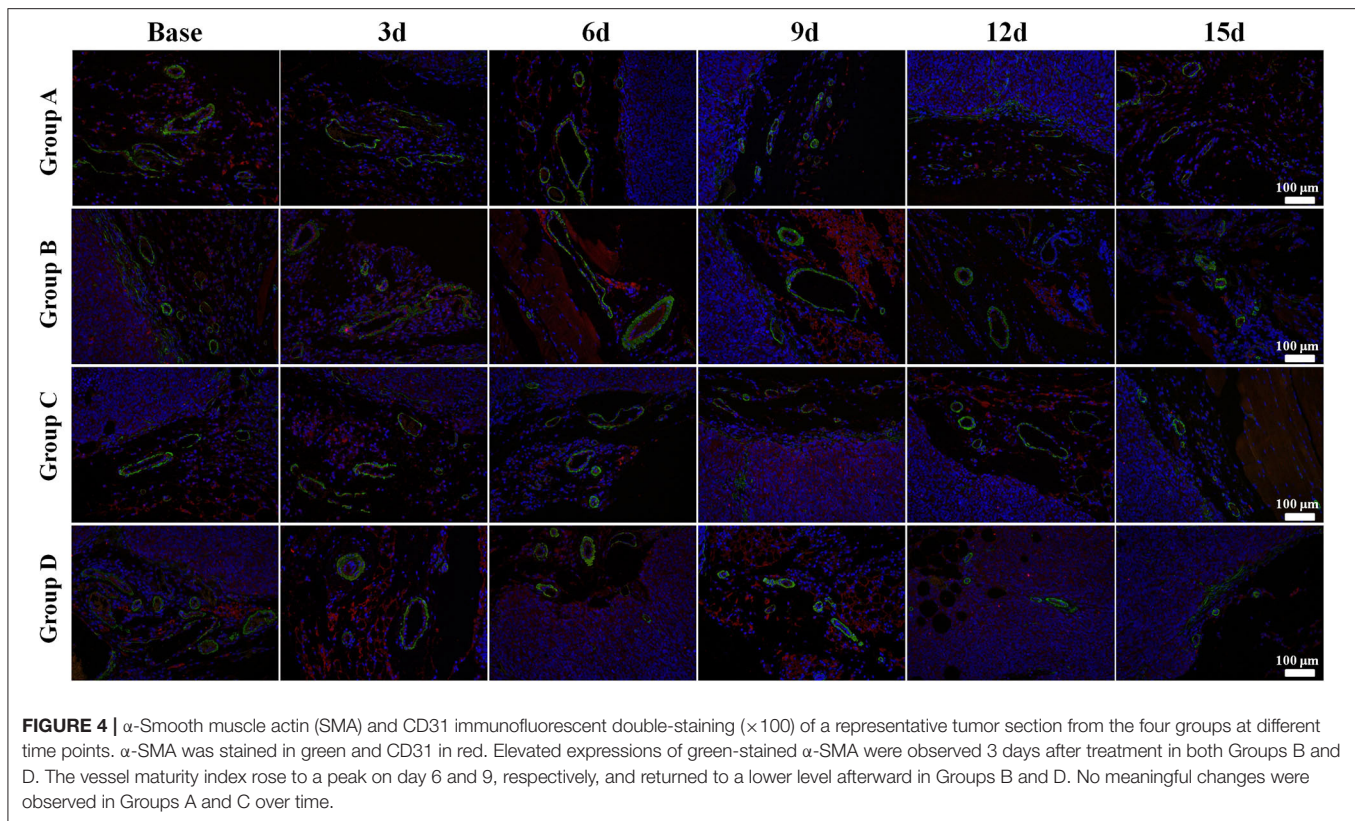 Base 3d 6d 9d 12d 15d
Group A
100 μm
Group B
100 μm
Group C
100 μm
Group D
100 μm
FIGURE 4 | α-Smooth muscle actin (SMA) and CD31 immunofluorescent double-staining (×100) of a representative tumor section from the four groups at different
time points. α-SMA was stained in green and CD31 in red. Elevated expressions of green-stained α-SMA were observed 3 days after treatment in both Groups B and
D. The vessel maturity index rose to a peak on day 6 and 9, respectively, and returned to a lower level afterward in Groups B and D. No meaningful changes were
observed in Groups A and C over time.